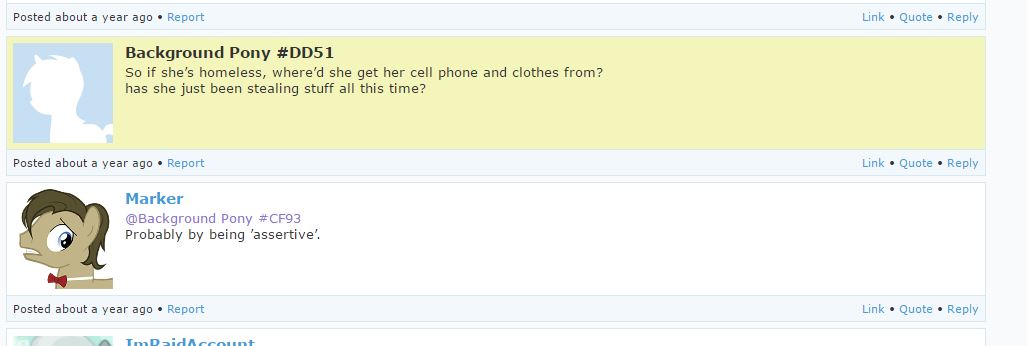 Posted about a year ago • Report
Link • Quote • Reply
Background Pony #DD51
So if she’s homeless, where’d she get her cell phone and clothes from?
has she just been stealing stuff all this time?
Posted about a year ago • Report
Link • Quote • Reply
Marker
@Background Pony #CF93
Probably by being ’assertive’.
Posted about a year ago • Report
Link • Quote • Reply
ImRaidAccount